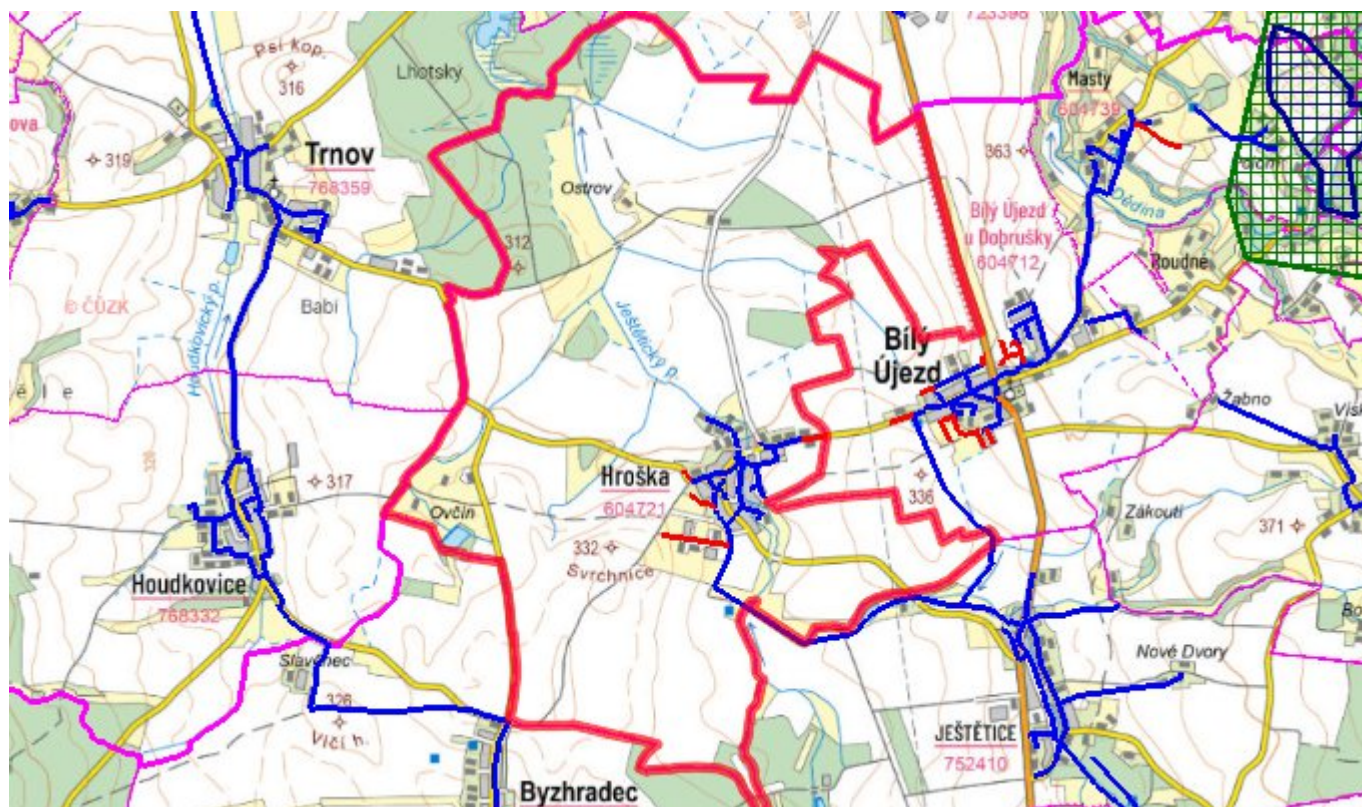 723398
Psí kop.
316
Lhotský
Masty
604739
ova
319
Trnov
768359
363
Ostrov
Dědina
Bílý Újezd
u Dobrušky
604712
312
Roudné
© ČÚZK
Babí
Houdkovický p.
Ještětický p.
Bílý
Újezd
Žabno
Hroška
604721
317
336
Ovčín
Zákoutí
371
332
Svrchnice
Houdkovice
768332
Slavěnec
Nové Dvory
326
Vlčí h.
JEŠTĚTICE
752410
Byzhradec